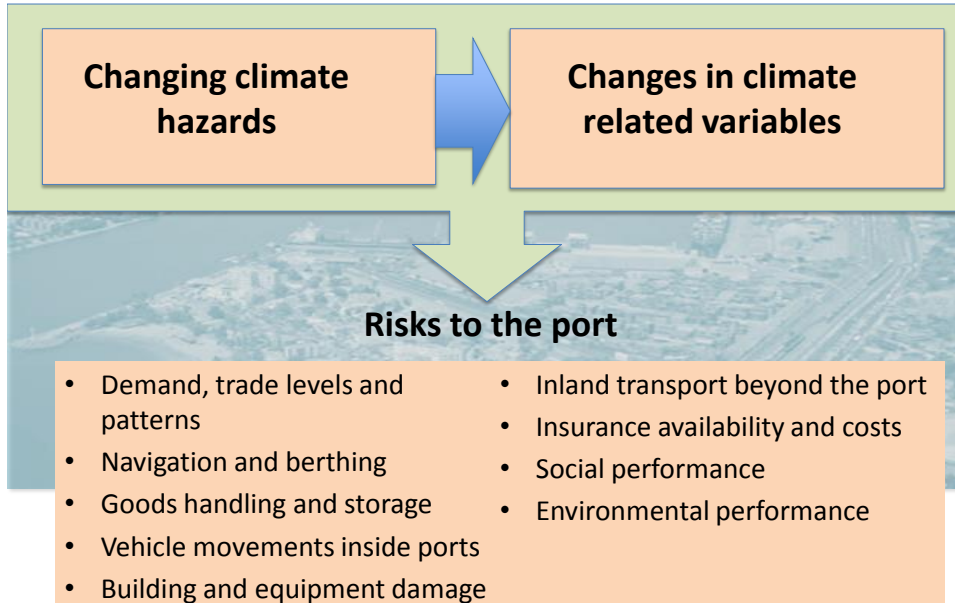 Changing climate
hazards
Changes in climate
related variables
Risks to the port
• Demand, trade levels and
patterns
• Navigation and berthing
• Goods handling and storage
• Vehicle movements inside ports
• Building and equipment damage
• Inland transport beyond the port
• Insurance availability and costs
• Social performance
• Environmental performance